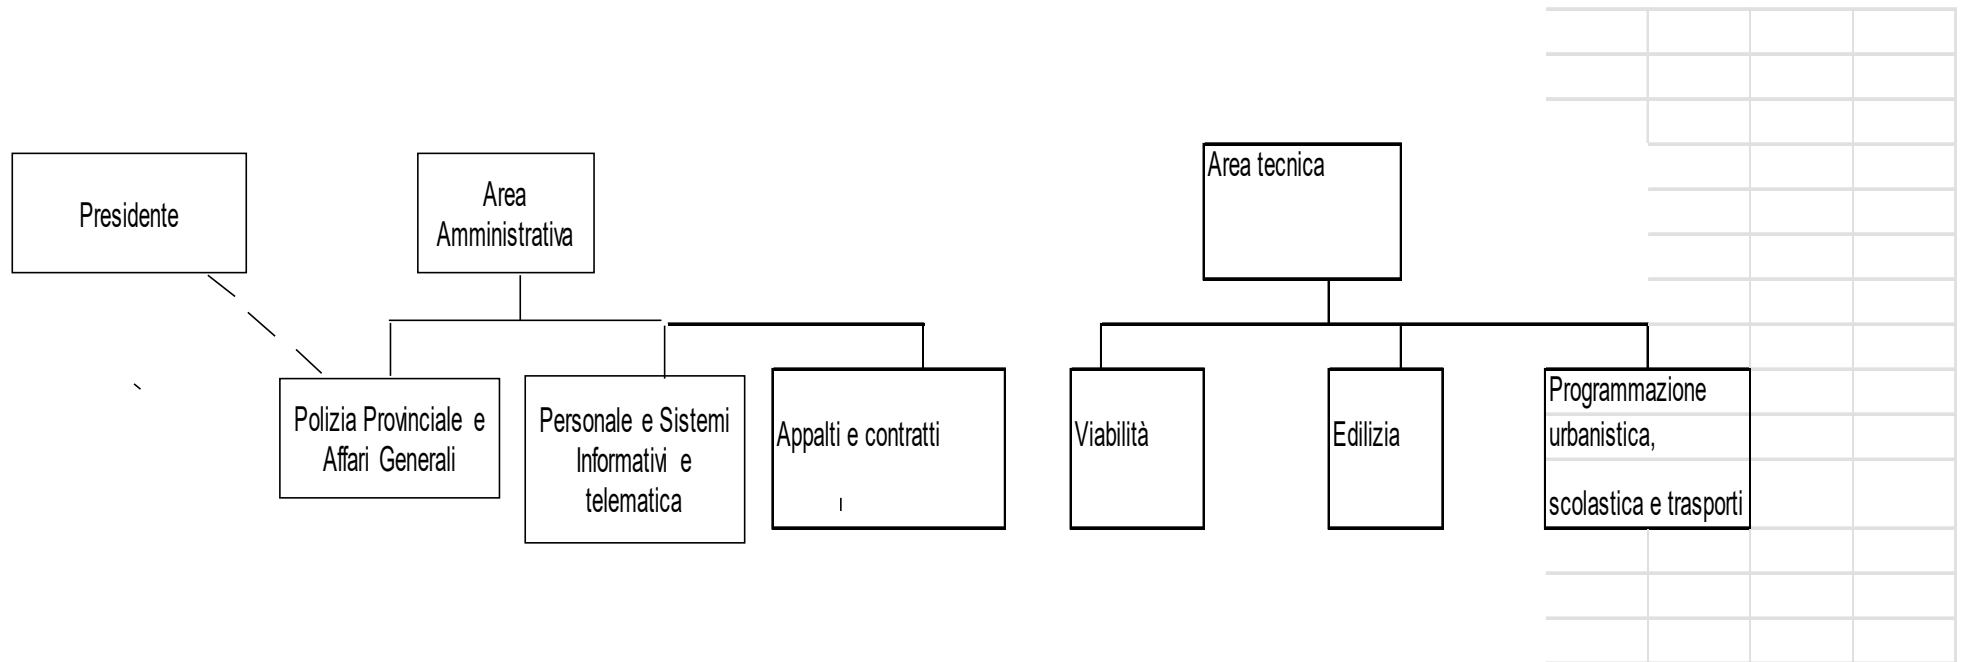 Presidente
Area
Amministrativa
Area tecnica
Polizia Provinciale e
Affari Generali
Personale e Sistemi
Informativi e
telematica
Appalti e contratti
Viabilità
Edilizia
Programmazione
urbanistica,
scolastica e trasporti